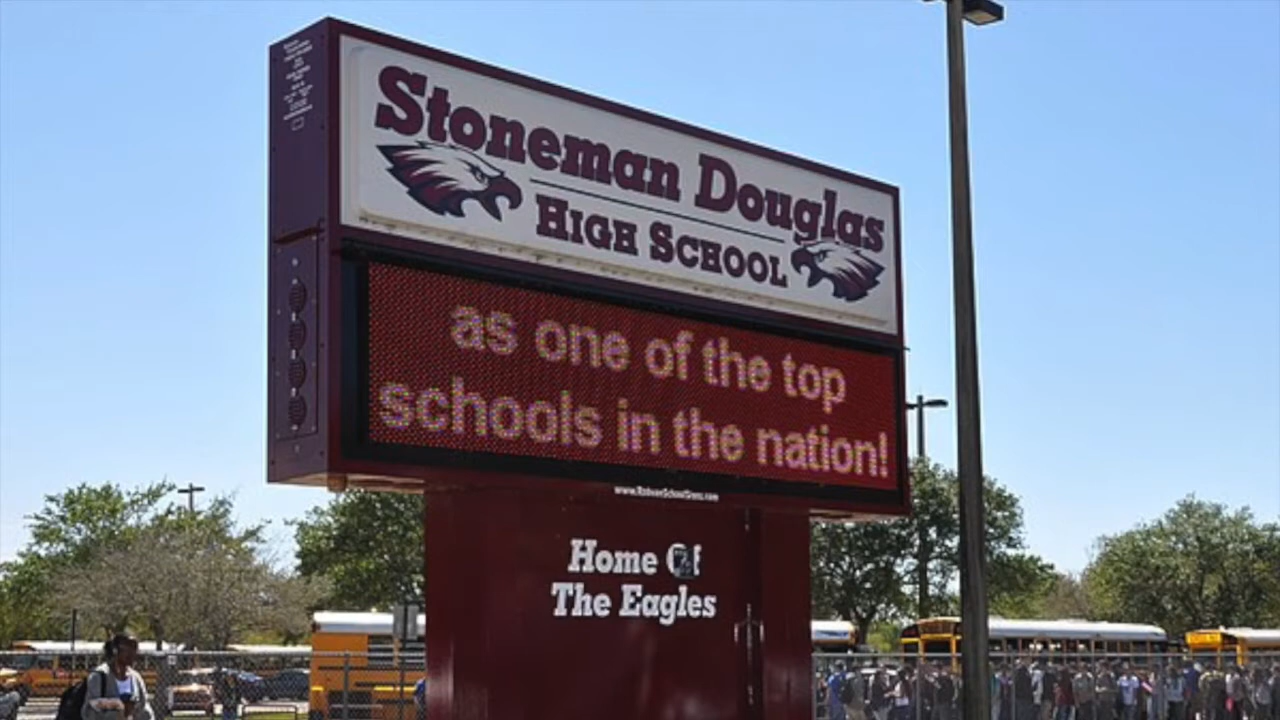 Stoneman Douglas
HIGH SCHOOL
as one of the top
schools in the nation!
Home Of
The Eagles